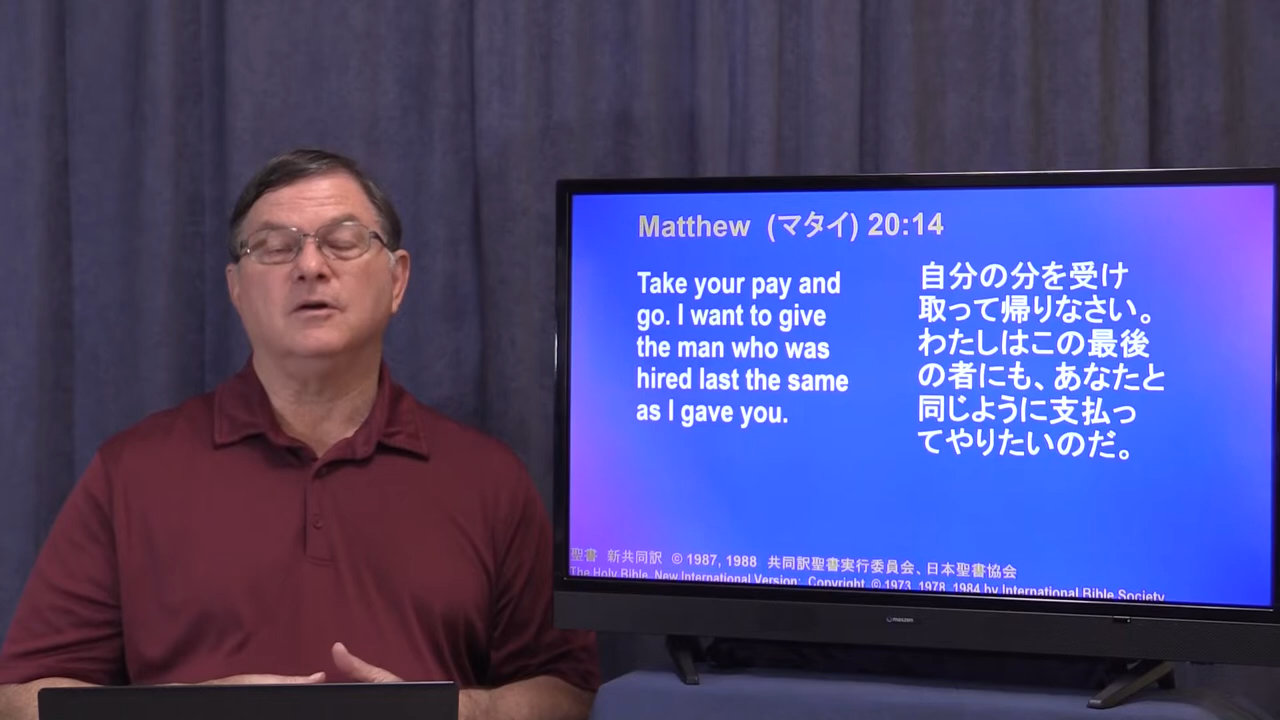 Matthew (マタイ) 20:14
Take your pay and
go. I want to give
the man who was
hired last the same
as I gave you.
自分の分を受け
取って帰りなさい。
わたしはこの最後
の者にも、あなたと
同じように支払っ
てやりたいのだ。
聖書 新共同訳 © 1987, 1988 共同訳聖書実行委員会、日本聖書協会
The Holy Bible, New International Version: Copyright © 1973, 1978, 1984 by International Bible Society
maxzen